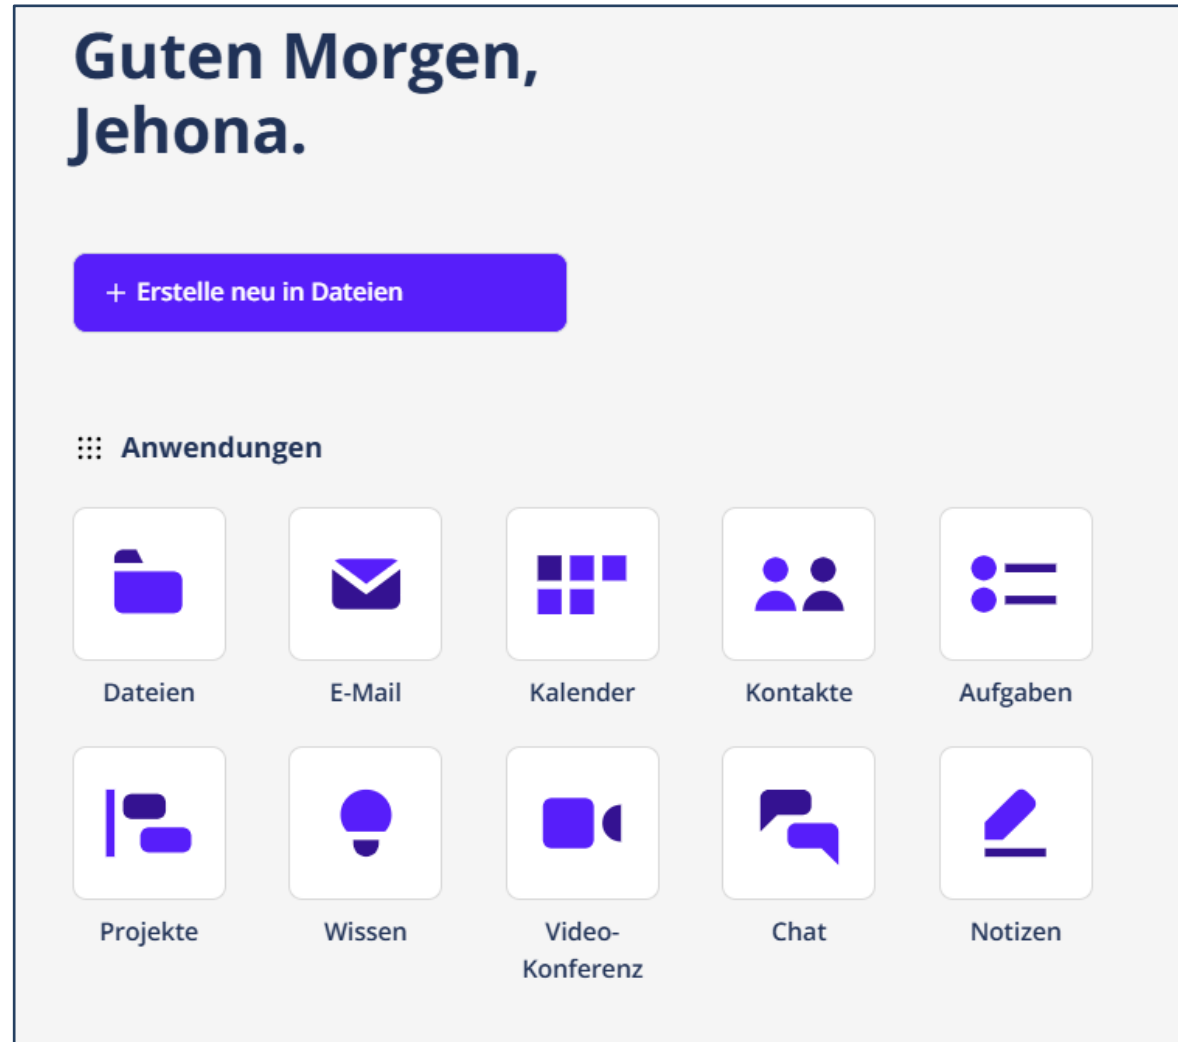 Guten Morgen,
Jehona.
+ Erstelle neu in Dateien
Anwendungen
Dateien
E-Mail
Kalender
Kontakte
Aufgaben
Projekte
Wissen
Video-
Konferenz
Chat
Notizen